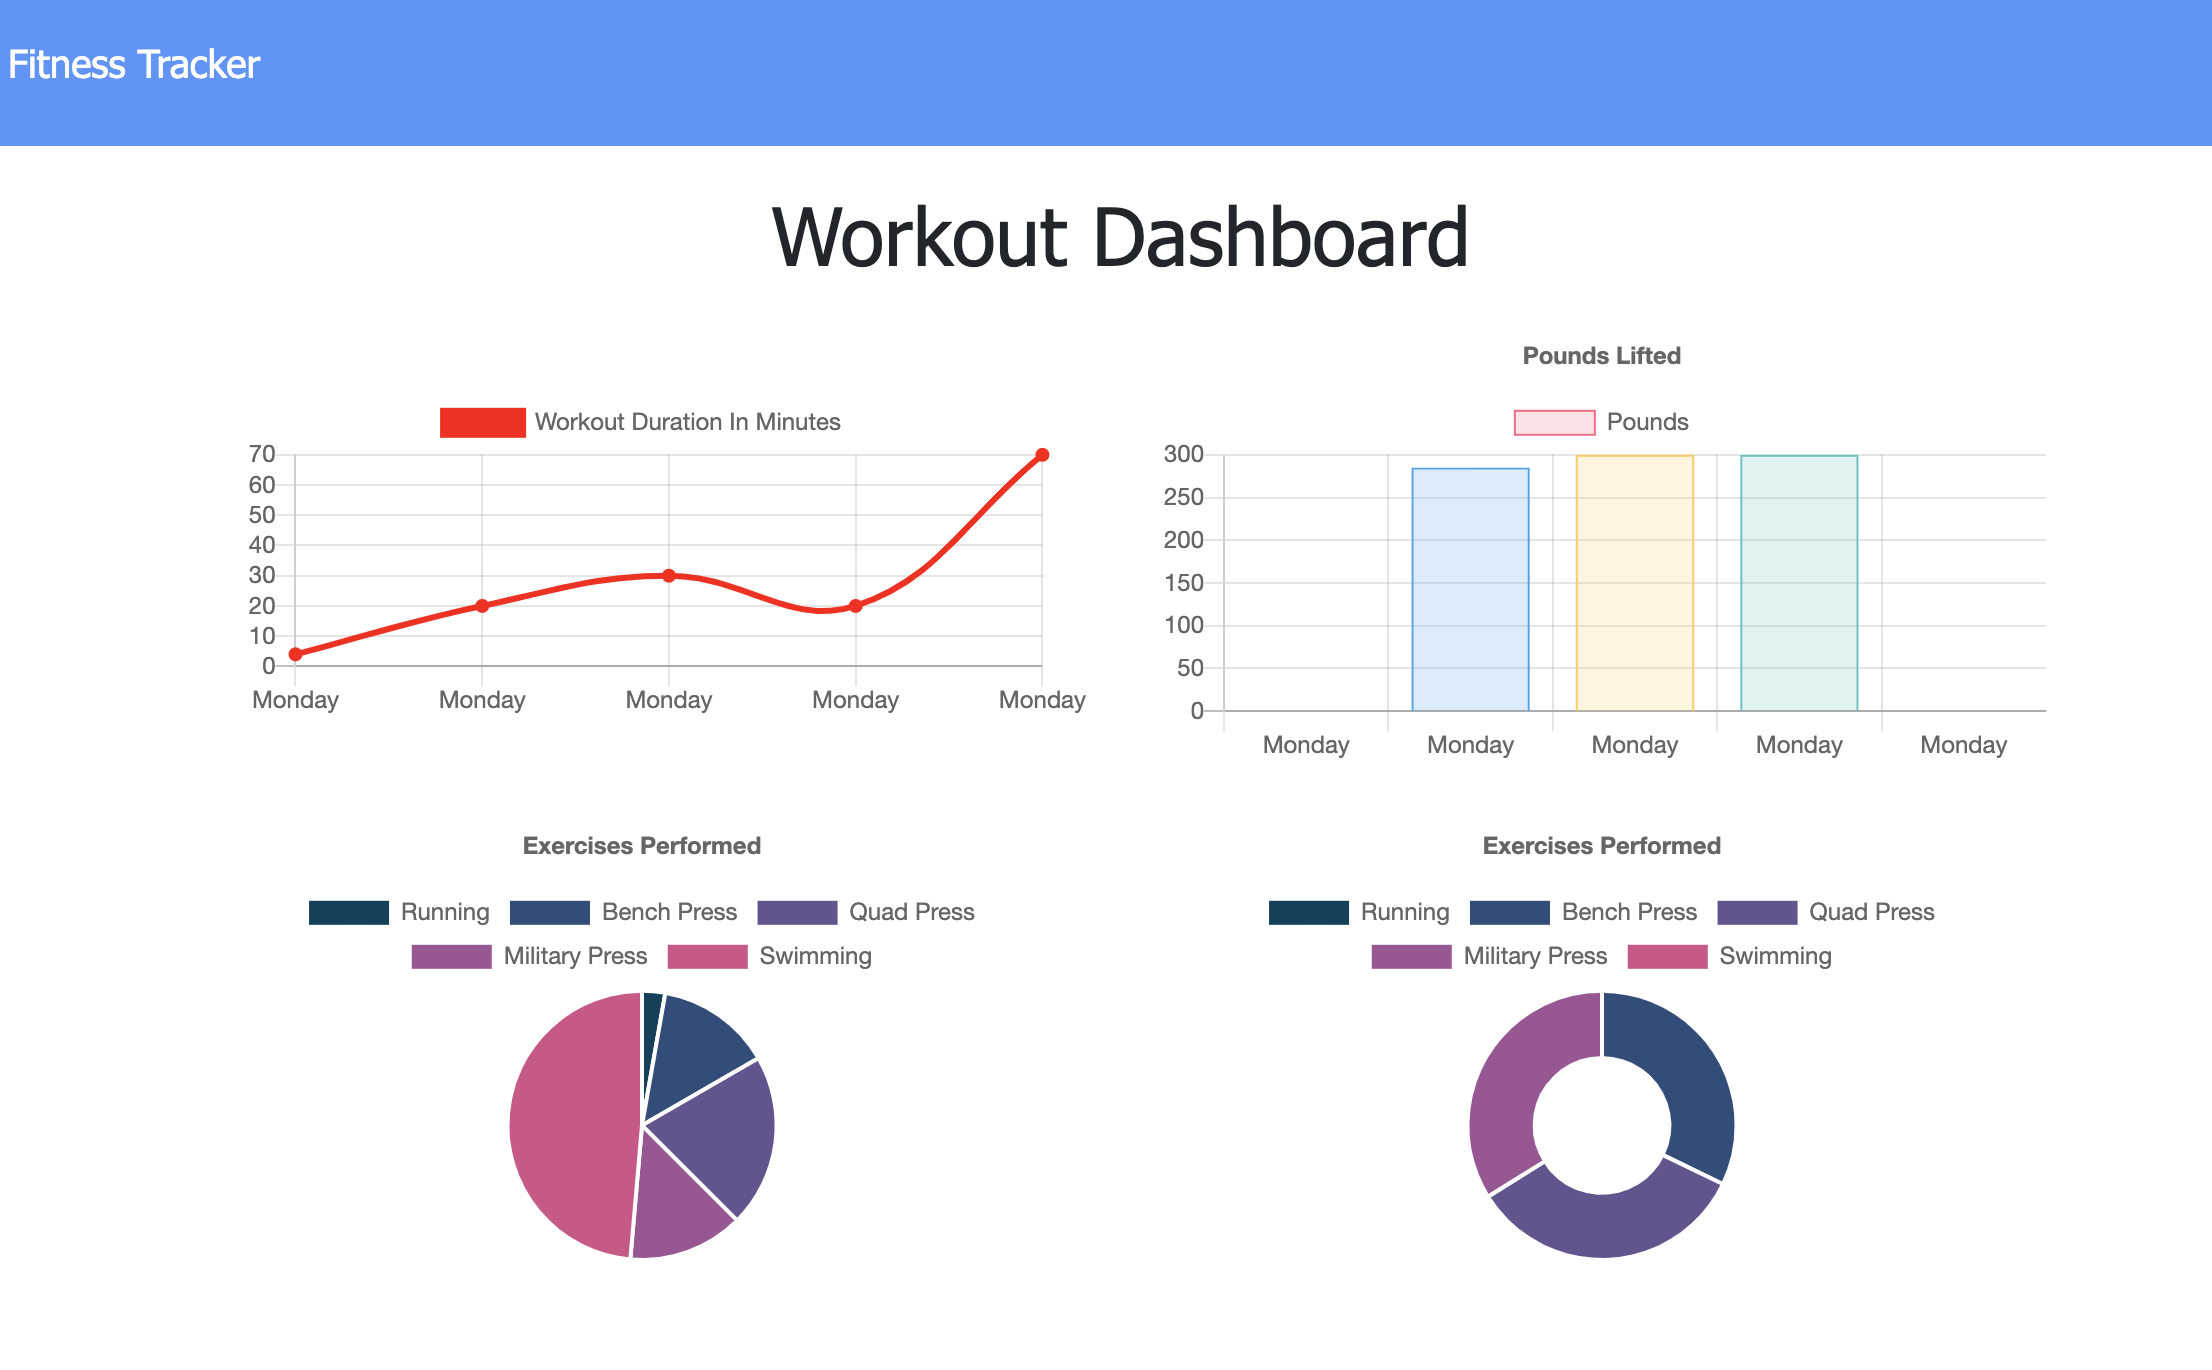 Fitness Tracker
Workout Dashboard
Workout Duration In Minutes
70
60
50
40
30
20
10
0
Monday Monday Monday Monday Monday
Pounds Lifted
Pounds
300
250
200
150
100
50
0
Monday Monday Monday Monday Monday
Exercises Performed
Running Bench Press Quad Press
Military Press Swimming
Exercises Performed
Running Bench Press Quad Press
Military Press Swimming